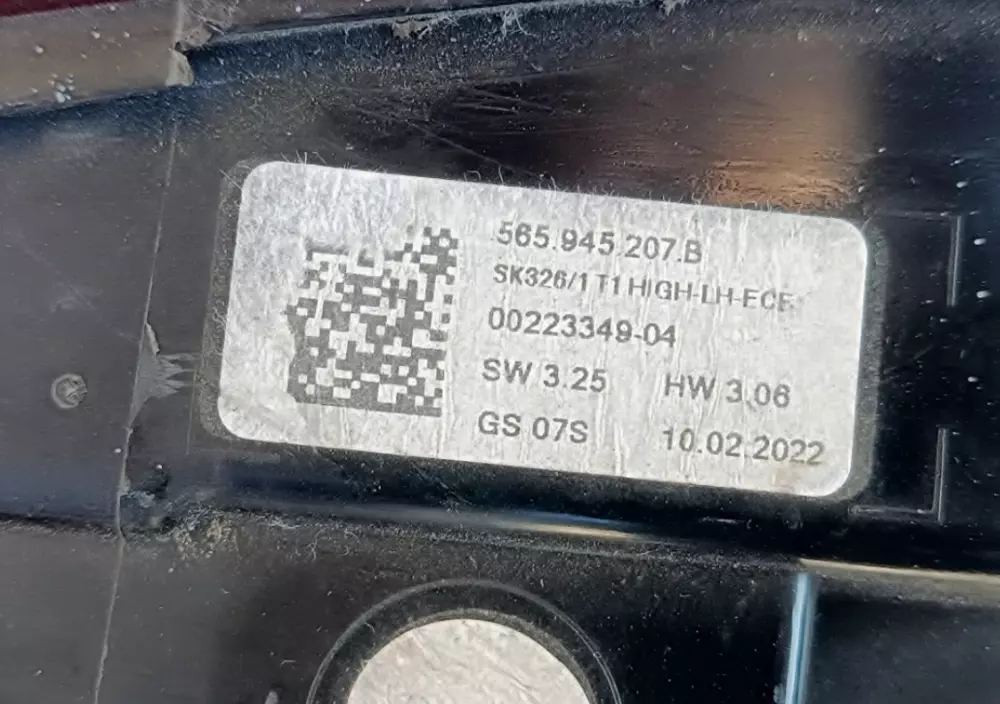 565.945.207.B
SK326/1 T1 HIGH-LH-ECE
00223349-04
SW 3.25 HW 3.06
GS 07S 10.02.2022